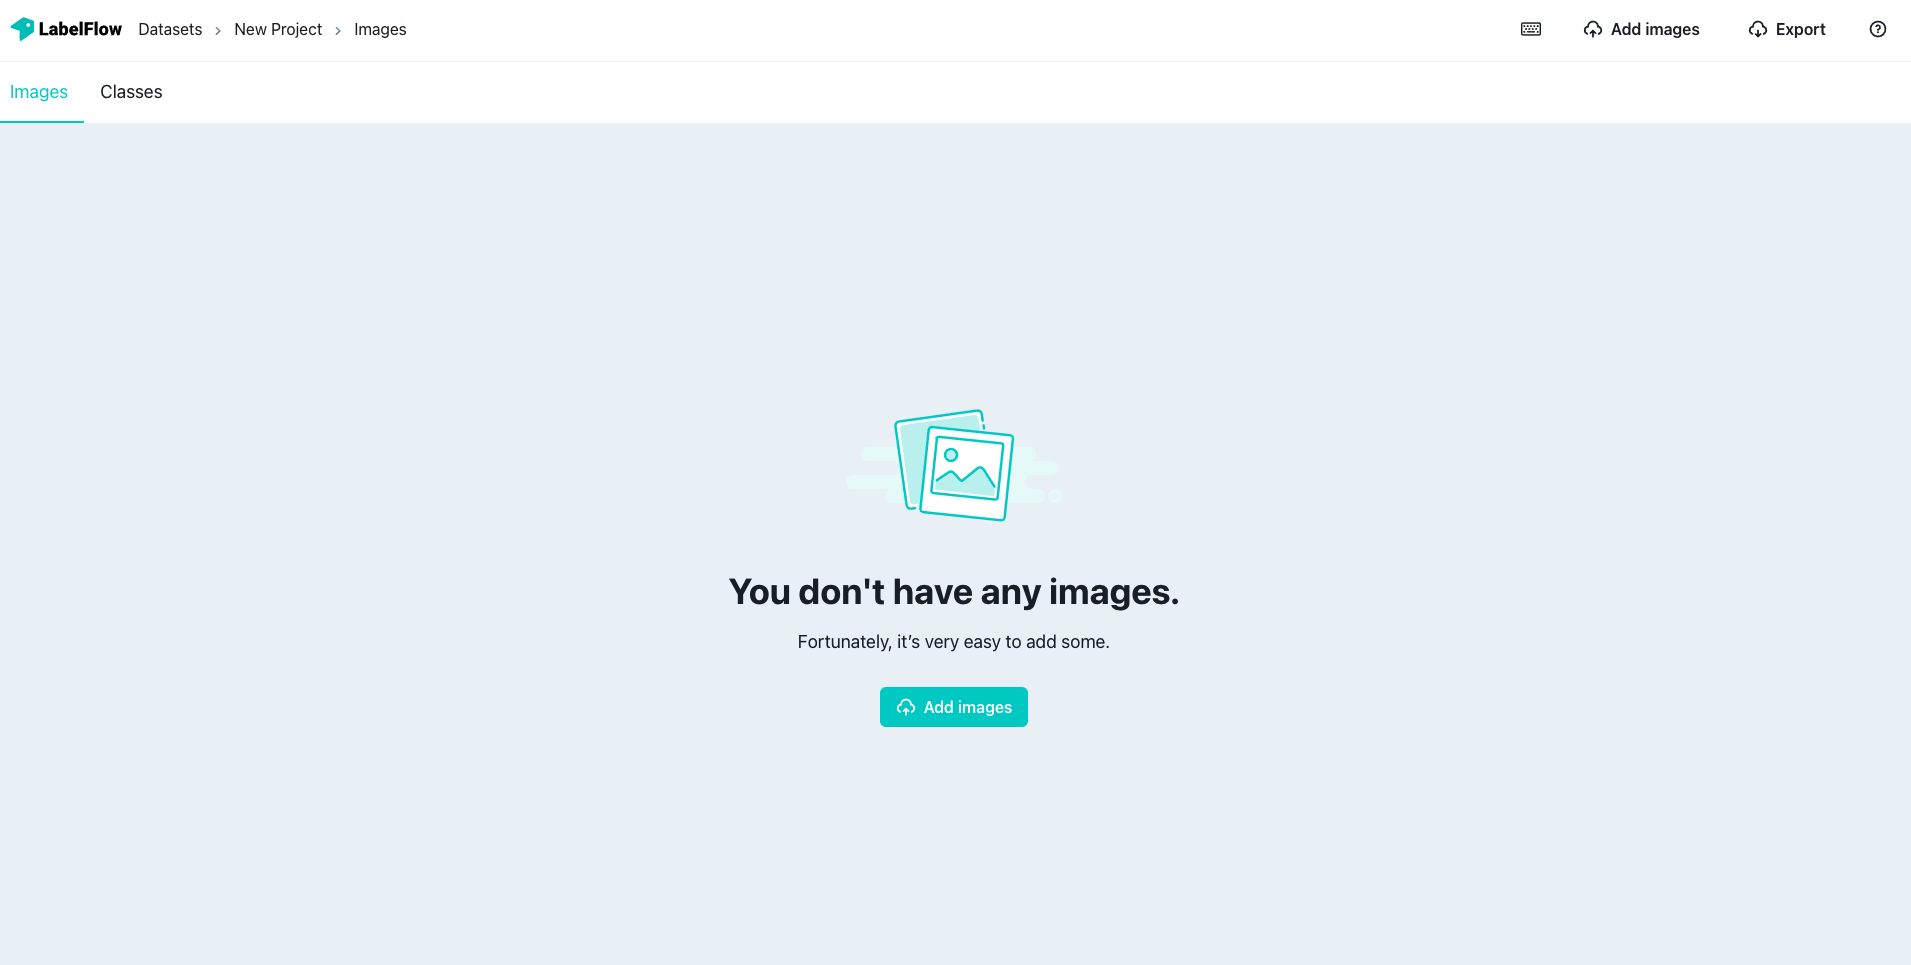 LabelFlow Datasets > New Project > Images Add images Export
Images Classes
You don't have any images.
Fortunately, it’s very easy to add some.
Add images